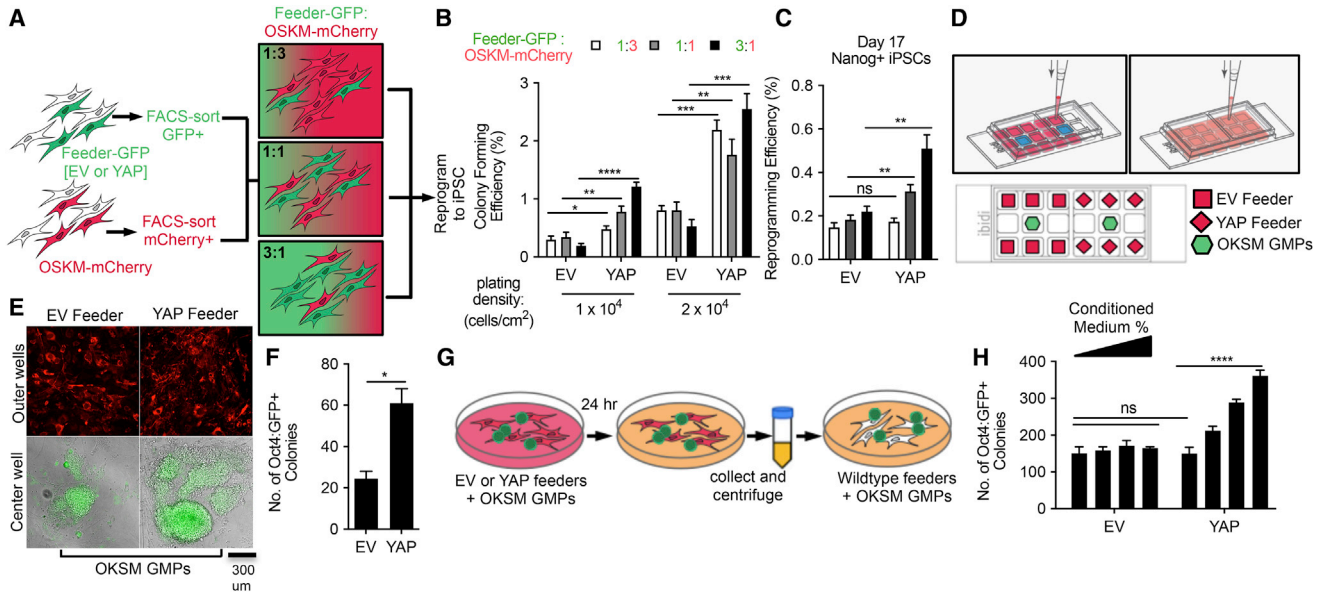 A
Feeder-GFP:
OSKM-mCherry
1:3
FACS-sort
GFP+
Feeder-GFP
[EV or YAP]
1:1
FACS-sort
mCherry+
OSKM-mCherry
3:1
Reprogram
to iPSC
B
Feeder-GFP :
OSKM-mCherry
1:3
1:1
3:1
Colony Forming
Efficiency (%)
3
2
1
0
*
**
****
***
**
***
EV
YAP
EV
YAP
plating
density:
(cells/cm2)
1 x 10⁴
2 x 10⁴
C
Day 17
Nanog+ iPSCs
Reprogramming Efficiency (%)
0.8
0.6
0.4
0.2
0.0
ns
**
**
EV
YAP
D
ibidi
EV Feeder
YAP Feeder
OKSM GMPs
E
EV Feeder
YAP Feeder
Outer wells
Center well
OKSM GMPs
300
um
F
No. of Oct4:GFP+
Colonies
80
60
40
20
0
*
EV
YAP
G
24 hr
EV or YAP feeders
+ OKSM GMPs
collect and
centrifuge
Wildtype feeders
+ OKSM GMPs
H
Conditioned
Medium %
No. of Oct4:GFP+
Colonies
400
300
200
100
0
ns
****
EV
YAP